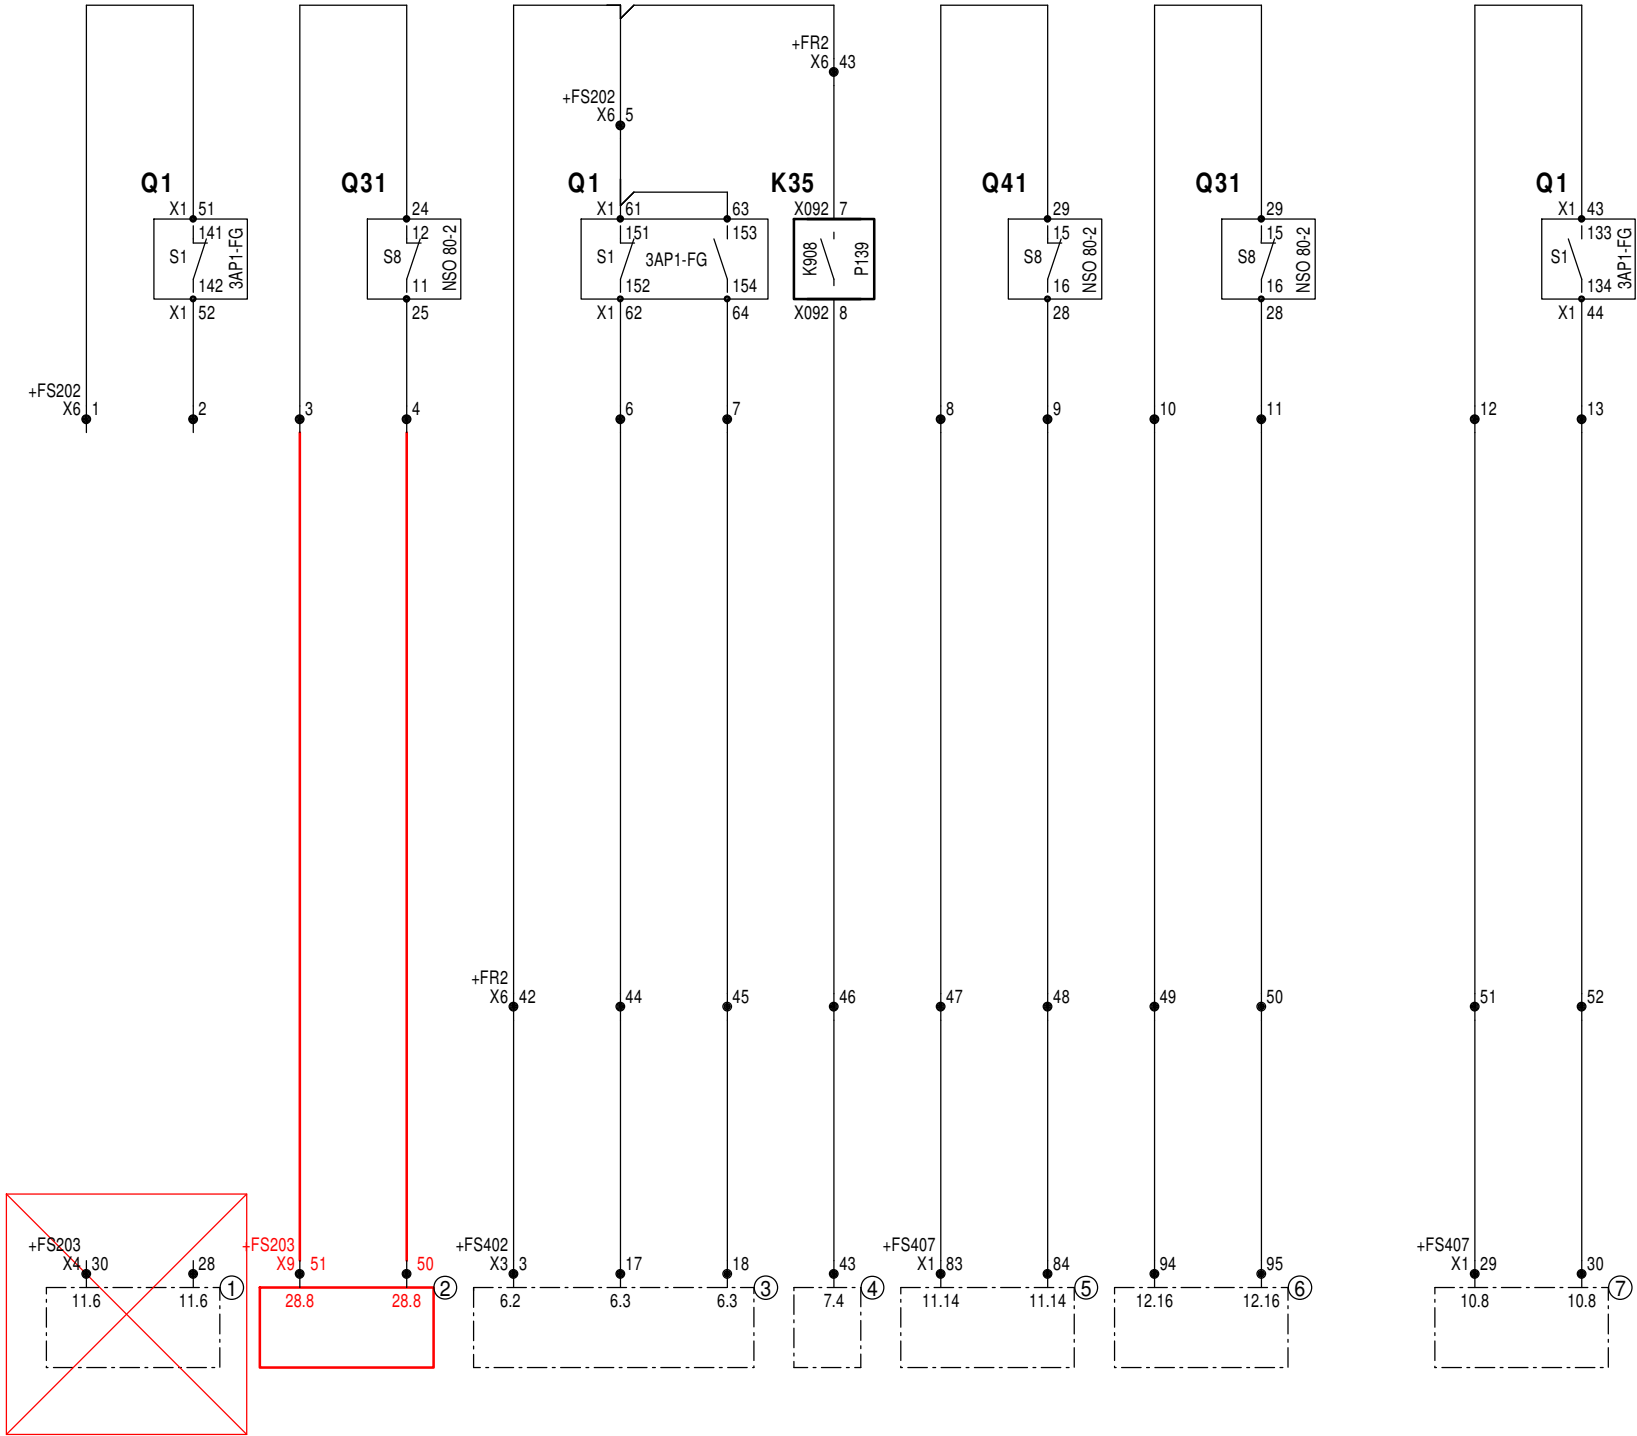 +FR2
X6 43
+FS202
X6 5
Q1 Q31 Q1 K35 Q41 Q31 Q1
X1 51 24 X1 61 63 X092 7 29 29 X1 43
141 12 151 153 15 15 133
S1 3AP1-FG S8 NSO 80-2 S1 3AP1-FG K908 P139 S8 NSO 80-2 S8 NSO 80-2 S1 3AP1-FG
142 11 152 154 16 16 134
X1 52 25 X1 62 64 X092 8 28 28 X1 44
+FS202
X6 1 2 3 4 6 7 8 9 10 11 12 13
+FR2
X6 42 44 45 46 47 48 49 50 51 52
+FS203 +FS203 +FS402 +FS407 +FS407
X4 30 28 X9 51 50 X3 3 17 18 43 X1 83 84 94 95 X1 29 30
11.6 11.6 ① 28.8 28.8 ② 6.2 6.3 6.3 ③ 7.4 ④ 11.14 11.14 ⑤ 12.16 12.16 ⑥ 10.8 10.8 ⑦